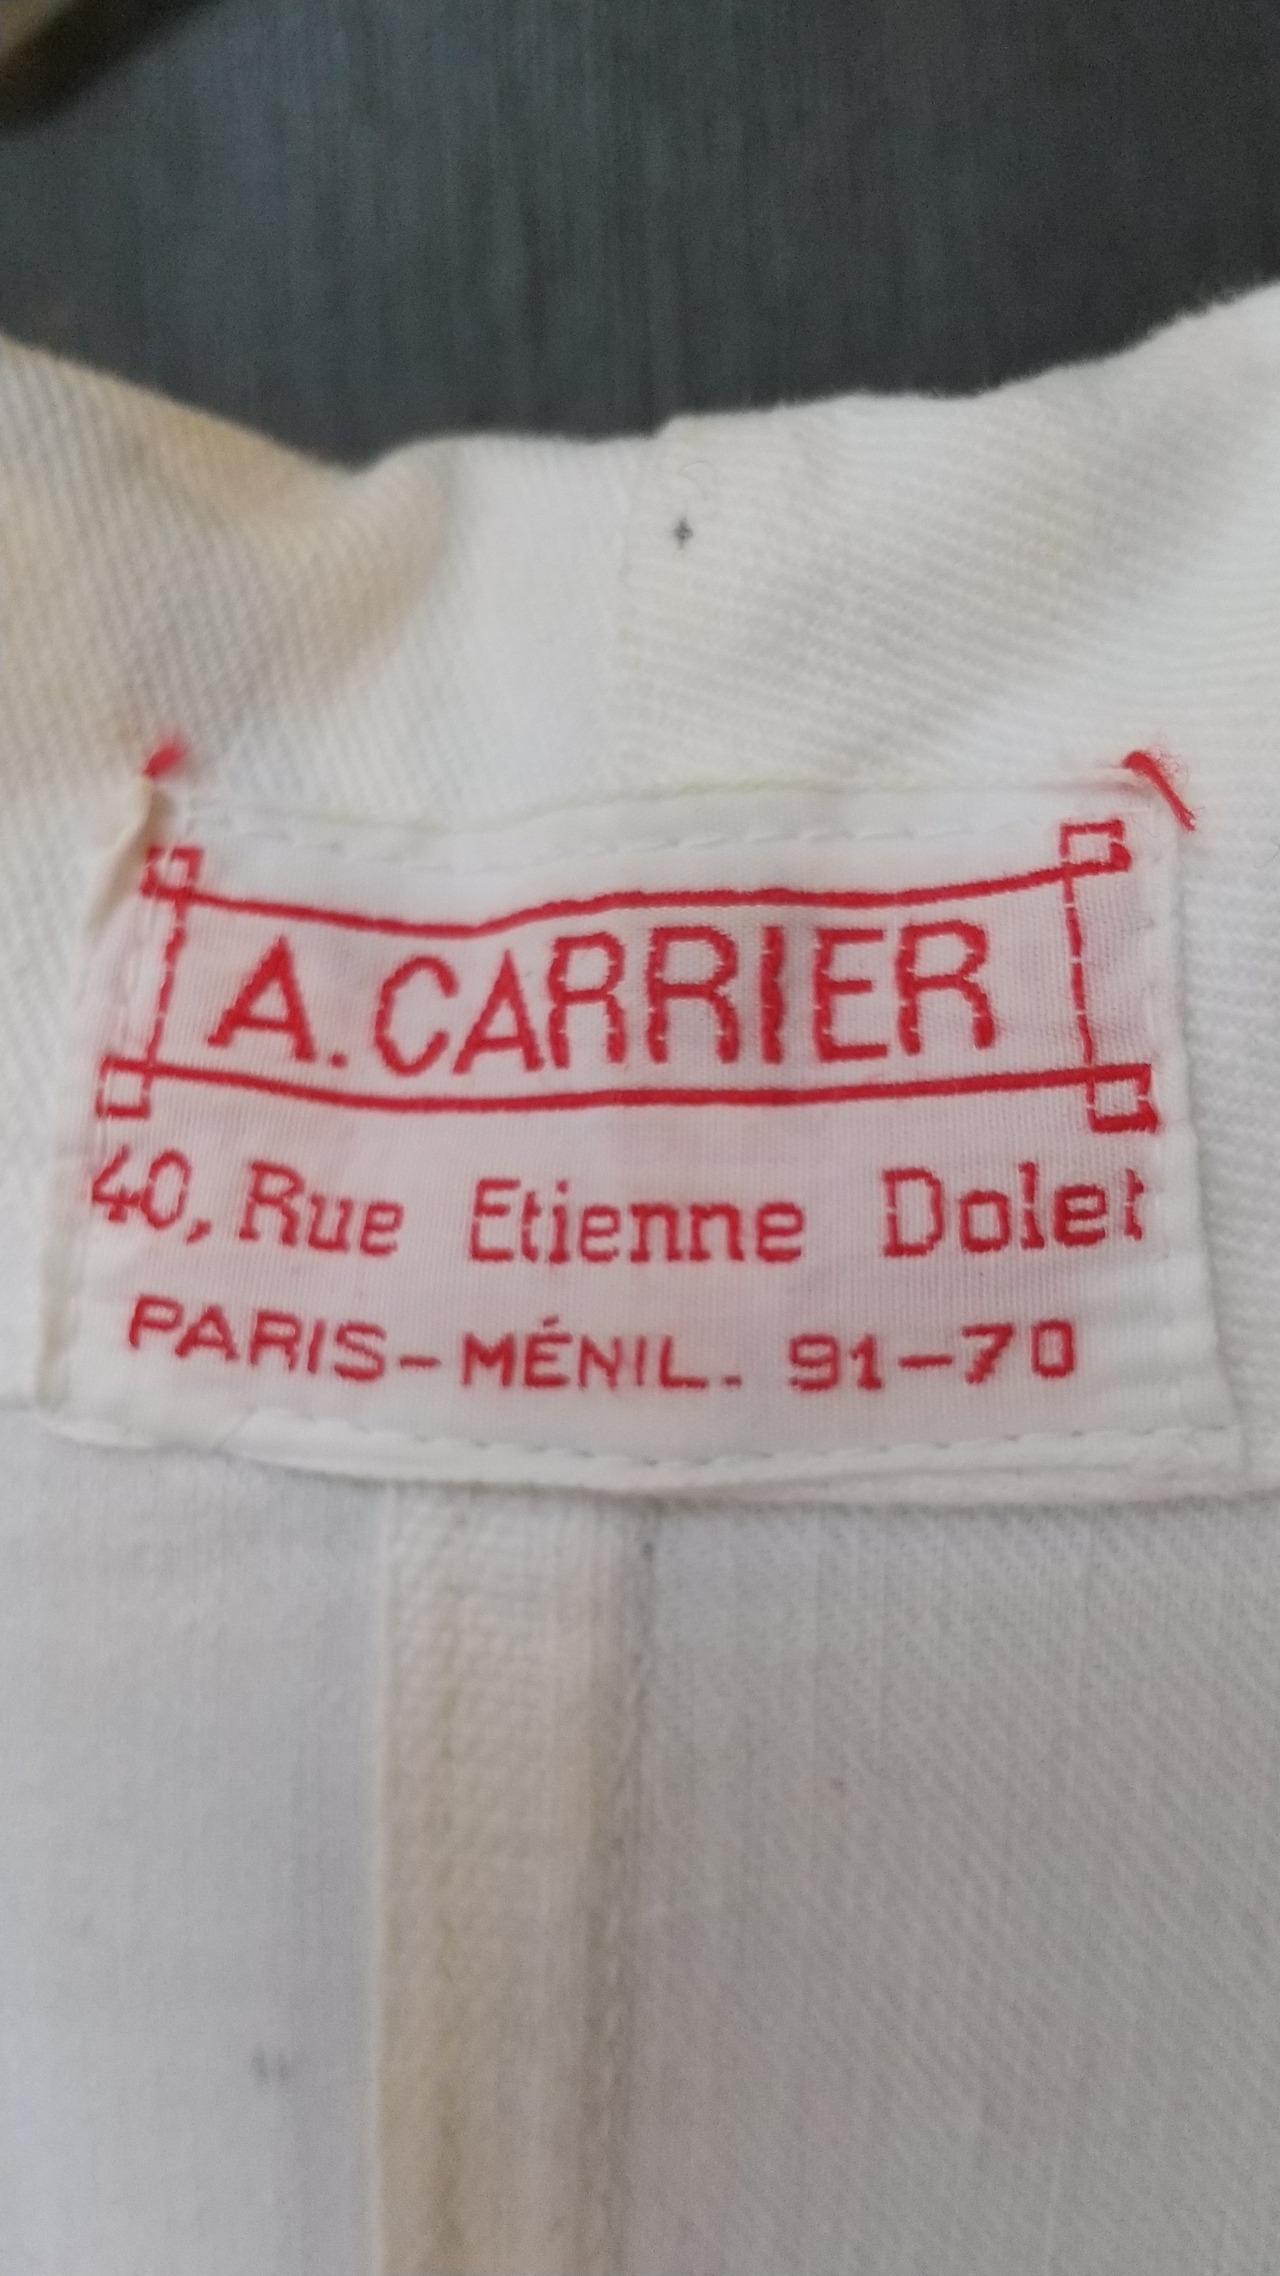 A. CARRIER
40, Rue Etienne Dolet
PARIS-MÉNIL. 91-70